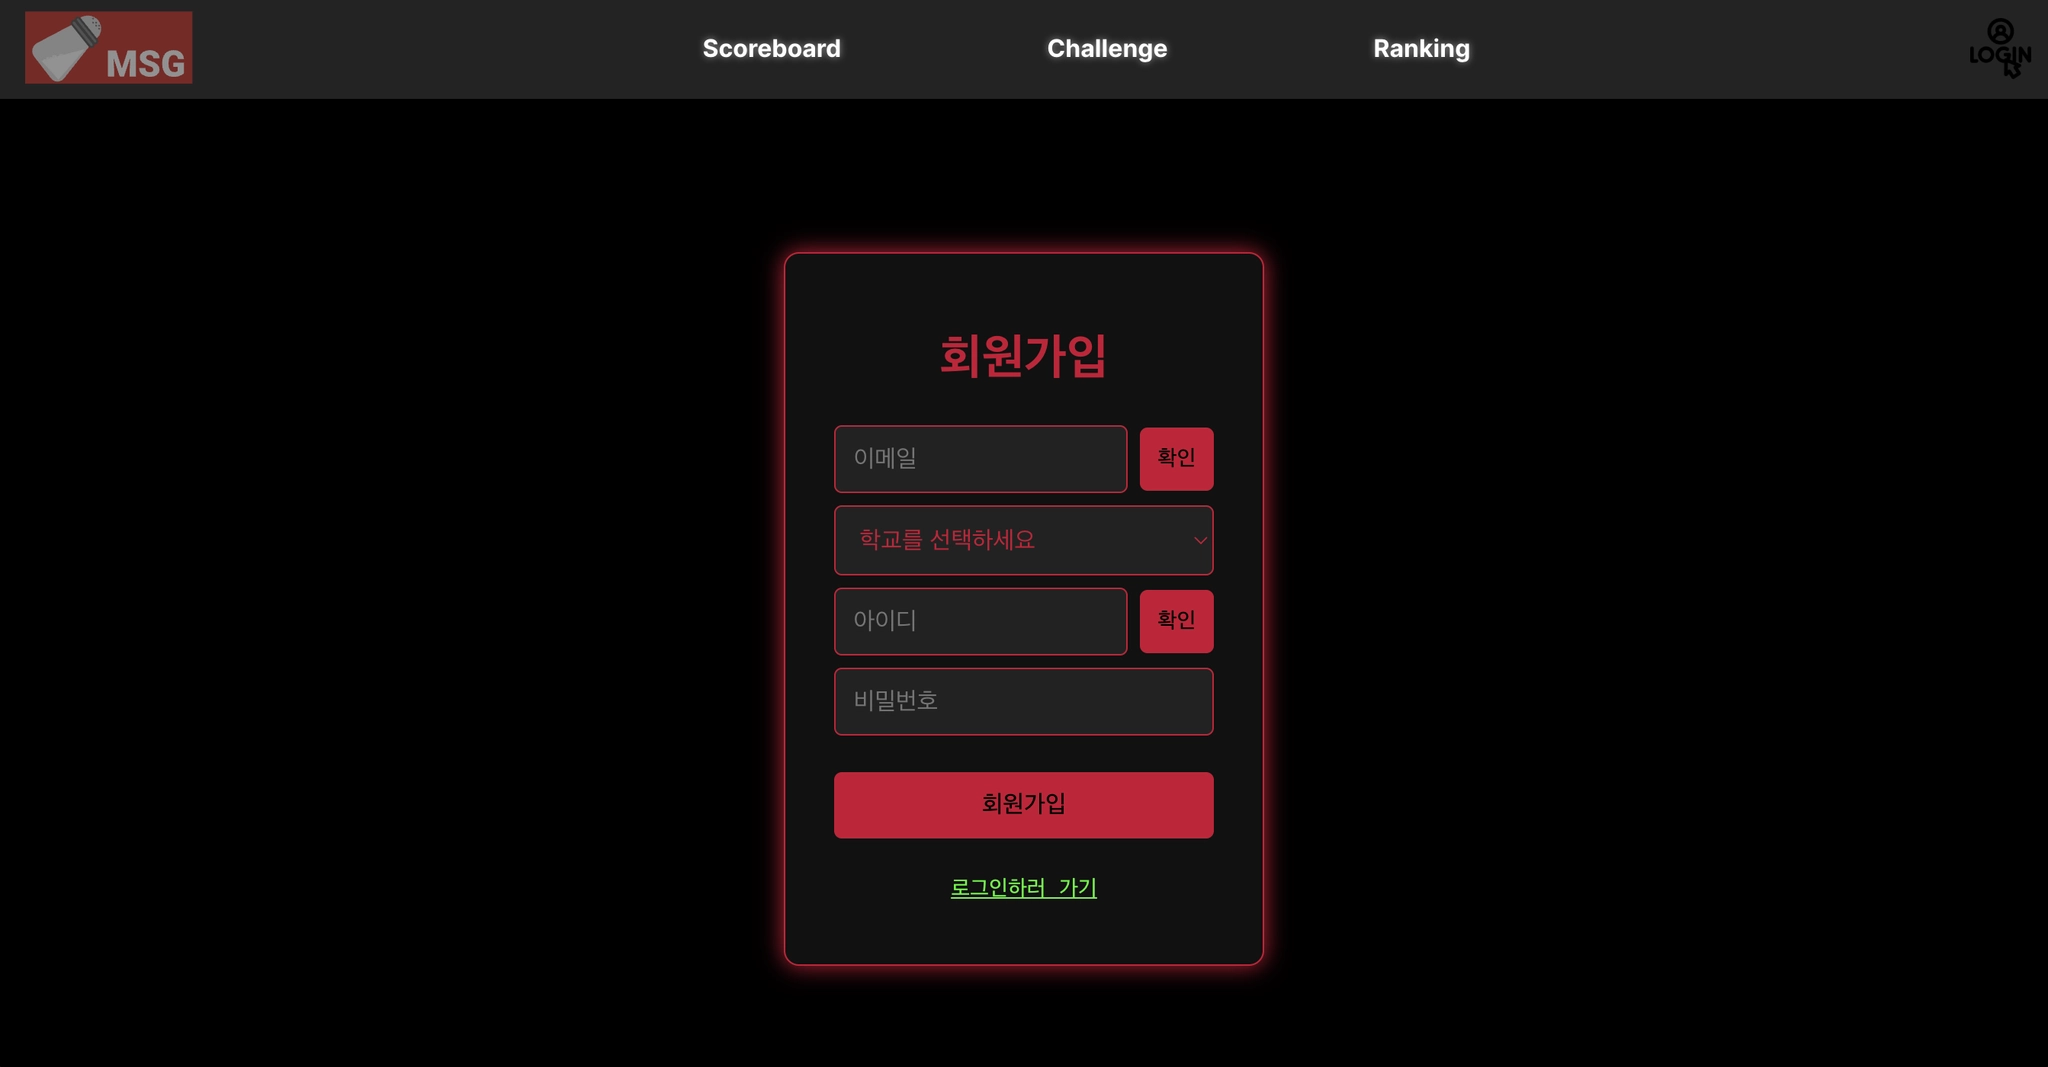 MSG
Scoreboard
Challenge
Ranking
LOGIN
회원가입
이메일
확인
학교를 선택하세요
아이디
확인
비밀번호
회원가입
로그인하러 가기